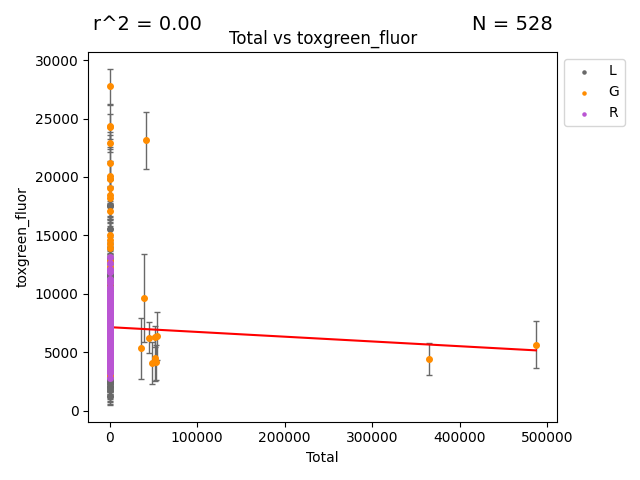 r^2 = 0.00
N = 528
Total vs toxgreen_fluor
30000
25000
20000
15000
10000
5000
0
toxgreen_fluor
0
100000
200000
300000
400000
500000
Total
L
G
R